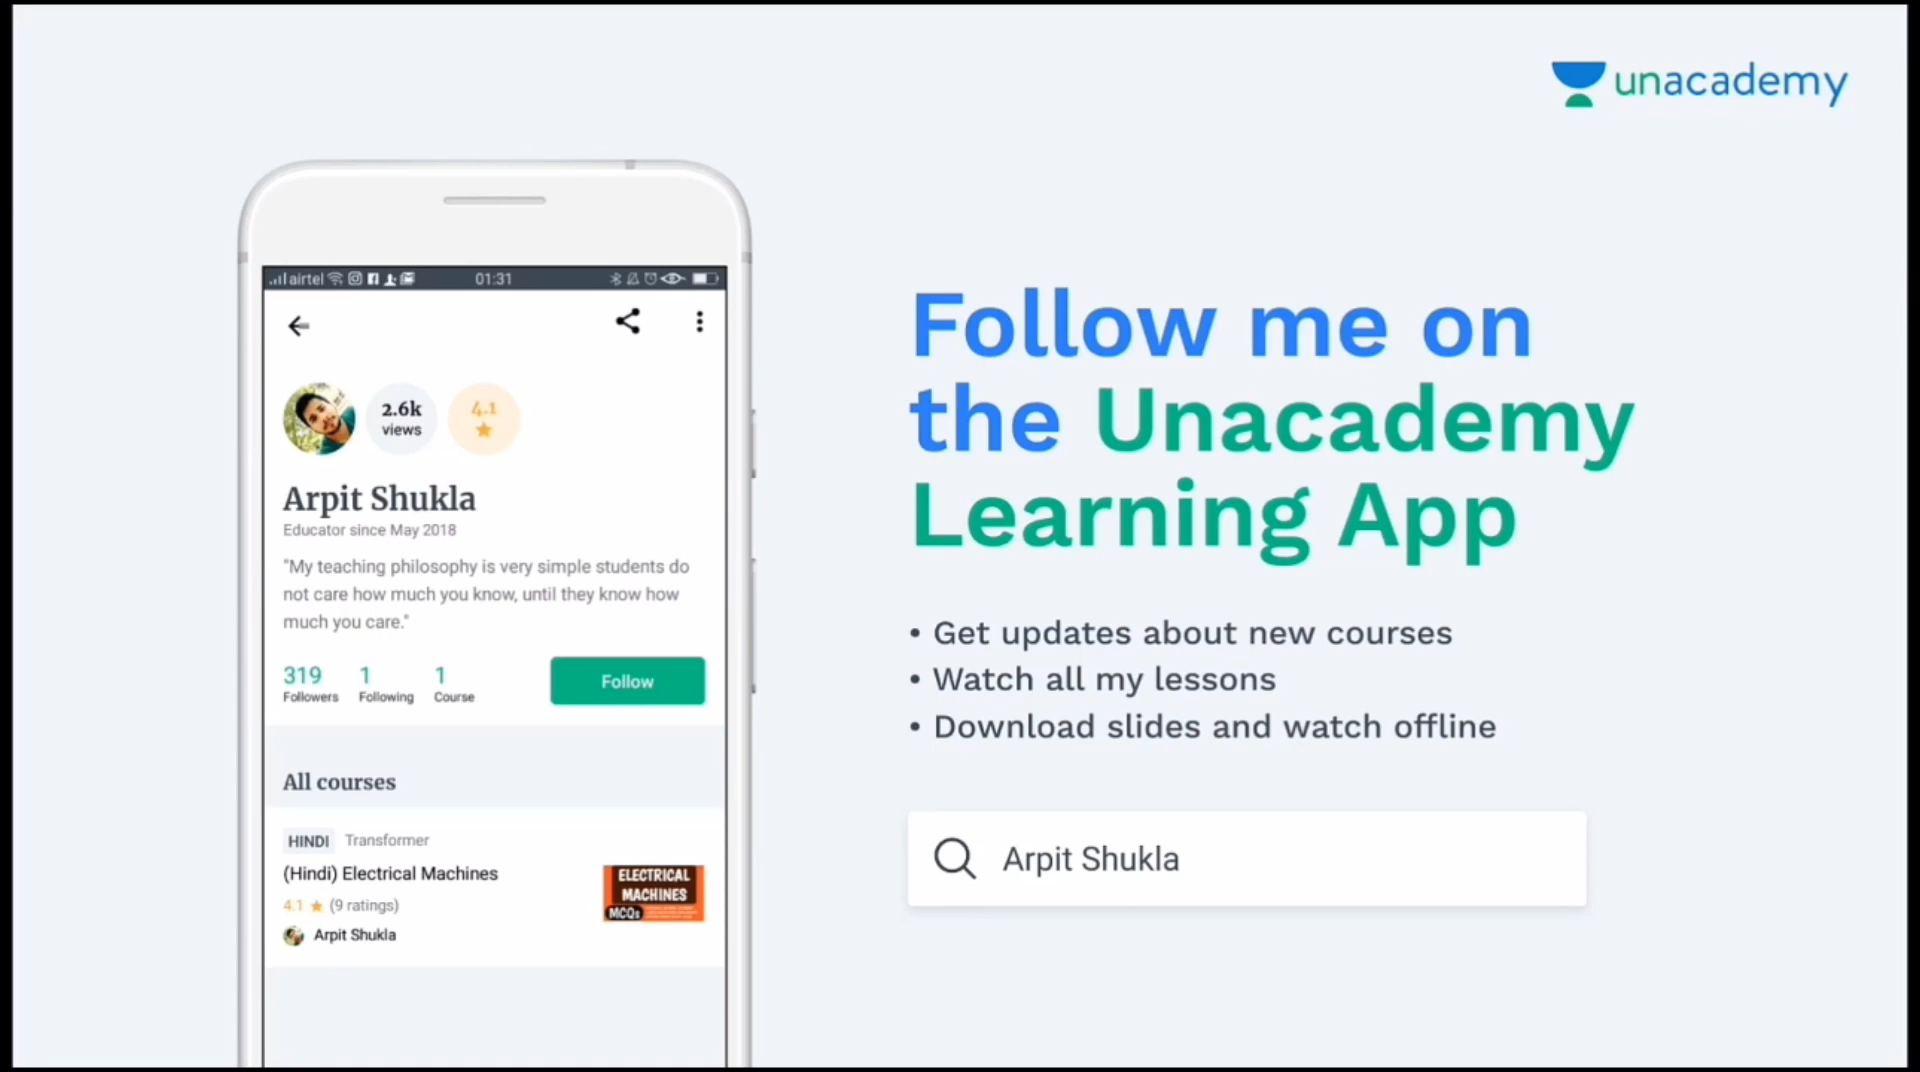 unacademy
airtel
01:31
2.6k
views
4.1
Arpit Shukla
Educator since May 2018
"My teaching philosophy is very simple students do
not care how much you know, until they know how
much you care."
319 1 1
Followers Following Course
Follow
All courses
HINDI Transformer
(Hindi) Electrical Machines
4.1 ★ (9 ratings)
Arpit Shukla
ELECTRICAL
MACHINES
MCQs
Follow me on
the Unacademy
Learning App
• Get updates about new courses
• Watch all my lessons
• Download slides and watch offline
Arpit Shukla